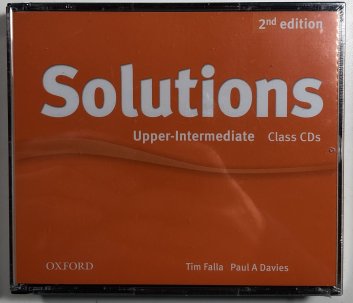 2nd edition
Solutions
Upper-Intermediate Class CDs
OXFORD
Tim Falla Paul A Davies